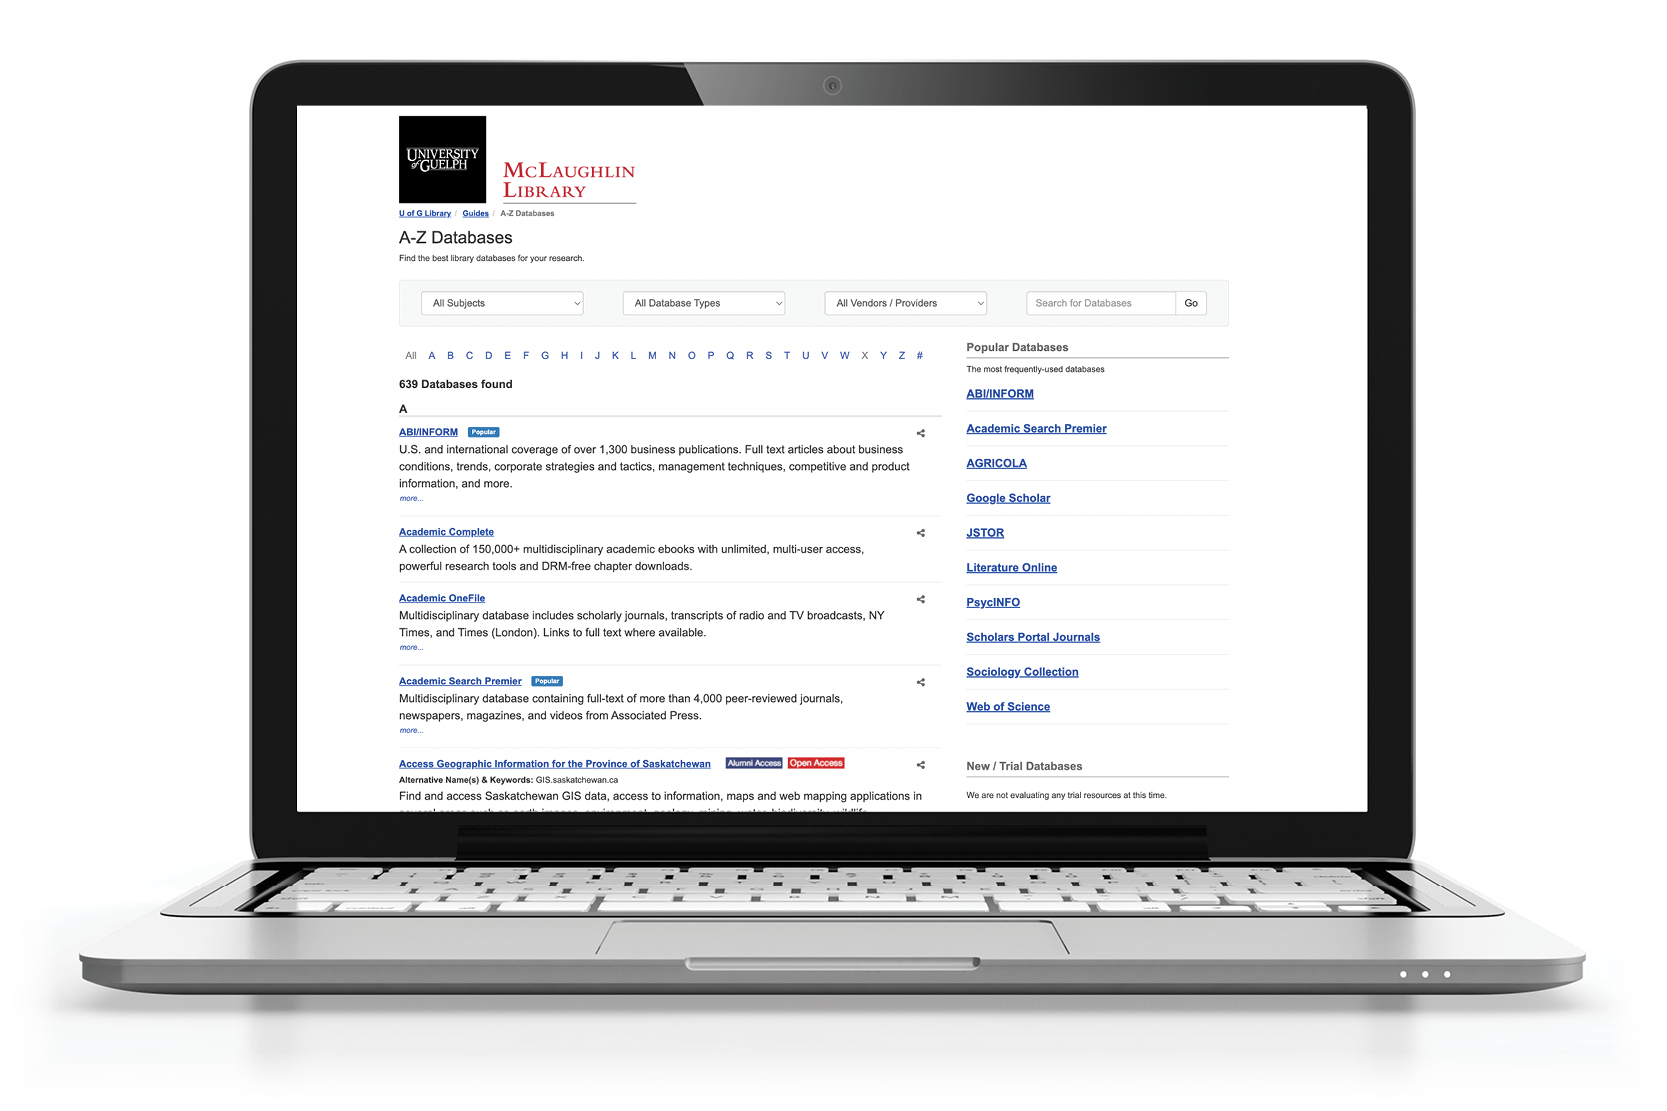 UNIVERSITY
of GUELPH
McLAUGHLIN
LIBRARY
U of G Library / Guides / A-Z Databases
A-Z Databases
Find the best library databases for your research.
All Subjects
All Database Types
All Vendors / Providers
Search for Databases
Go
All A B C D E F G H I J K L M N O P Q R S T U V W X Y Z #
639 Databases found
A
ABI/INFORM Popular
U.S. and international coverage of over 1,300 business publications. Full text articles about business
conditions, trends, corporate strategies and tactics, management techniques, competitive and product
information, and more.
more...
Academic Complete
A collection of 150,000+ multidisciplinary academic ebooks with unlimited, multi-user access,
powerful research tools and DRM-free chapter downloads.
Academic OneFile
Multidisciplinary database includes scholarly journals, transcripts of radio and TV broadcasts, NY
Times, and Times (London). Links to full text where available.
more...
Academic Search Premier Popular
Multidisciplinary database containing full-text of more than 4,000 peer-reviewed journals,
newspapers, magazines, and videos from Associated Press.
more...
Access Geographic Information for the Province of Saskatchewan Alumni Access Open Access
Alternative Name(s) & Keywords: GIS.saskatchewan.ca
Find and access Saskatchewan GIS data, access to information, maps and web mapping applications in
Popular Databases
The most frequently-used databases
ABI/INFORM
Academic Search Premier
AGRICOLA
Google Scholar
JSTOR
Literature Online
PsycINFO
Scholars Portal Journals
Sociology Collection
Web of Science
New / Trial Databases
We are not evaluating any trial resources at this time.